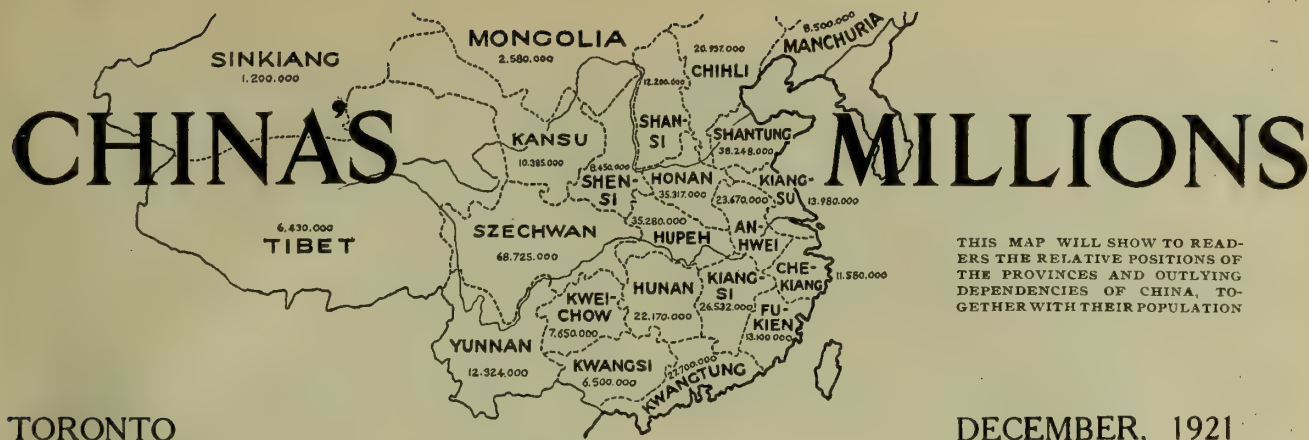 CHINA'S MILLIONS
SINKIANG
1.200.000
MONGOLIA
2.580.000
20.937.000
CHIHLI
8.500.000
MANCHURIA
12.200.000
SHAN-
SI
SHANTUNG
38.248.000
KANSU
10.385.000
8.450.000
SHEN-
SI
HONAN
35.317.000
KIANG-
SU
13.980.000
23.670.000
AN-
HWEI
6.430.000
TIBET
SZECHWAN
68.725.000
35.280.000
HUPEH
CHE-
KIANG
11.580.000
HUNAN
22.170.000
KIANG-
SI
26.532.000
KWEI-
CHOW
7.650.000
FU-
KIEN
13.100.000
YUNNAN
12.324.000
KWANGSI
6.500.000
KWANGTUNG
THIS MAP WILL SHOW TO READ-
ERS THE RELATIVE POSITIONS OF
THE PROVINCES AND OUTLYING
DEPENDENCIES OF CHINA, TO-
GETHER WITH THEIR POPULATION
TORONTO
DECEMBER, 1921